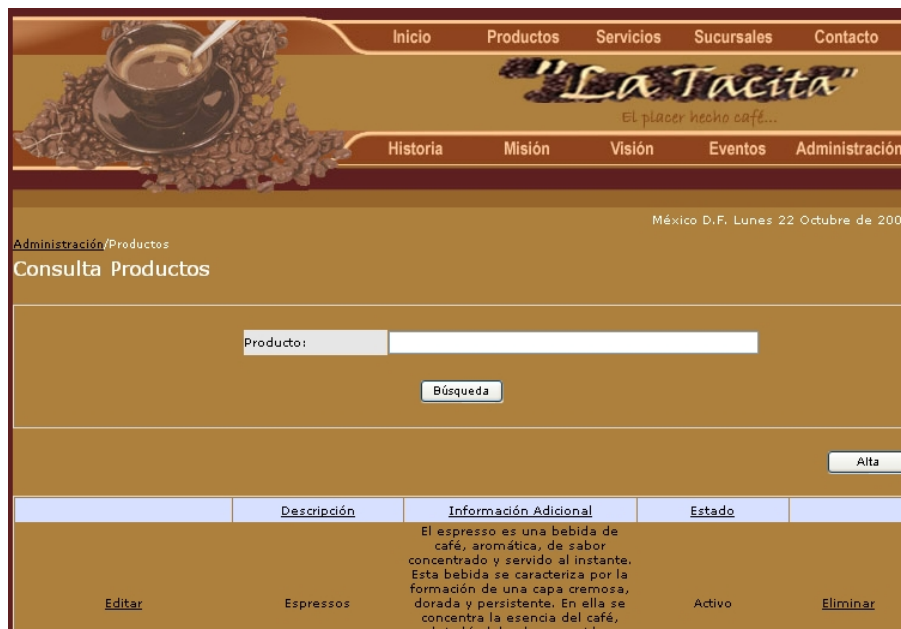 Inicio Productos Servicios Sucursales Contacto
"La Tacita"
El placer hecho café...
Historia Misión Visión Eventos Administración
México D.F. Lunes 22 Octubre de 200
Administración/Productos
Consulta Productos
Producto:
Búsqueda
Alta
Descripción Información Adicional Estado
El espresso es una bebida de
café, aromática, de sabor
concentrado y servido al instante.
Esta bebida se caracteriza por la
formación de una capa cremosa,
Editar Espressos dorada y persistente. En ella se Activo Eliminar
concentra la esencia del café,